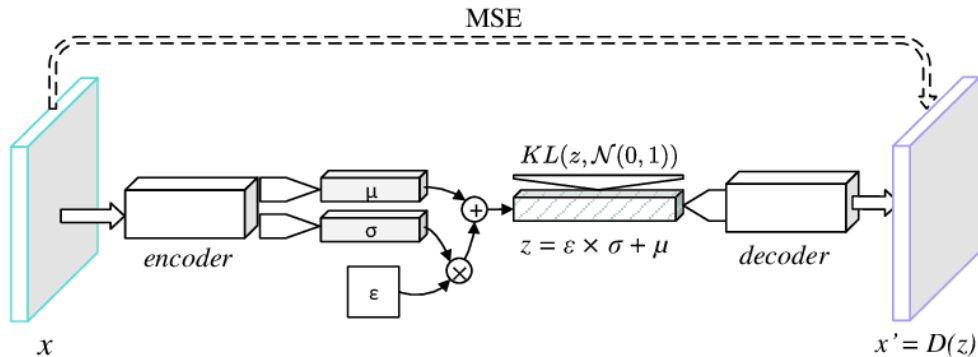 MSE
KL(z, 𝒩(0,1))
μ
σ
z = ε × σ + μ
encoder
decoder
ε
x
x' = D(z)